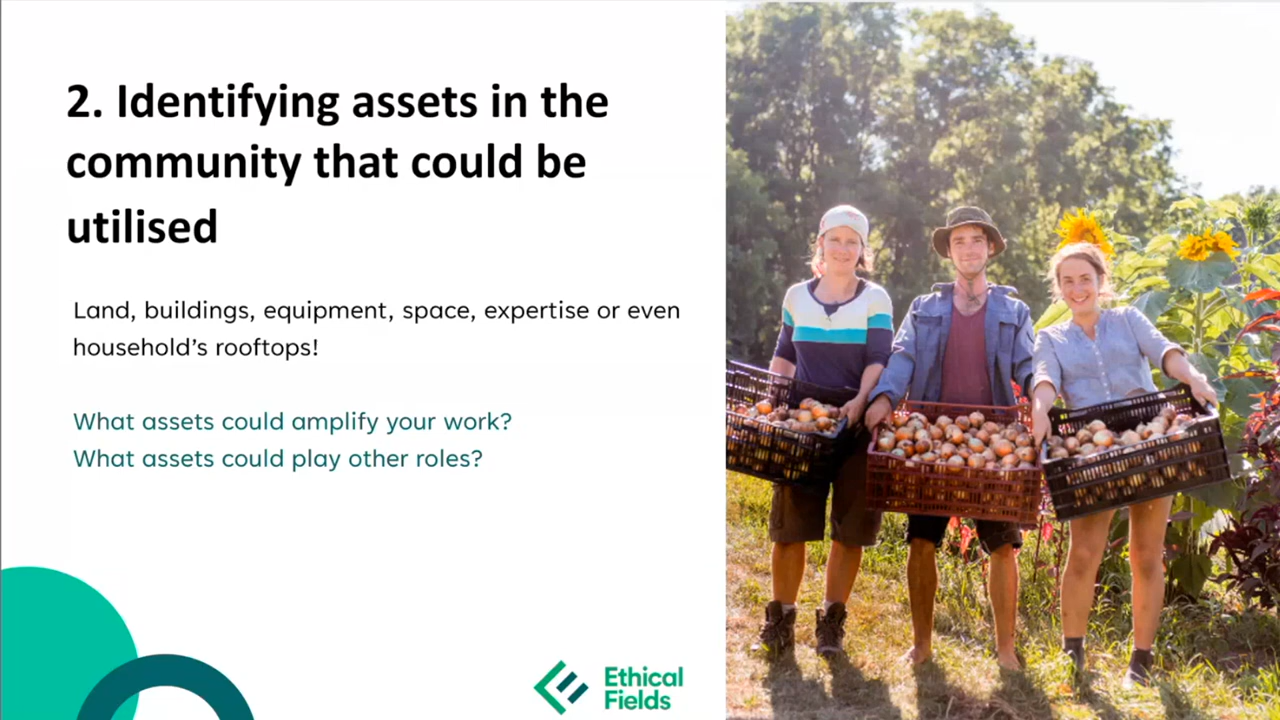 2. Identifying assets in the
community that could be
utilised
Land, buildings, equipment, space, expertise or even
household's rooftops!
What assets could amplify your work?
What assets could play other roles?
Ethical
Fields